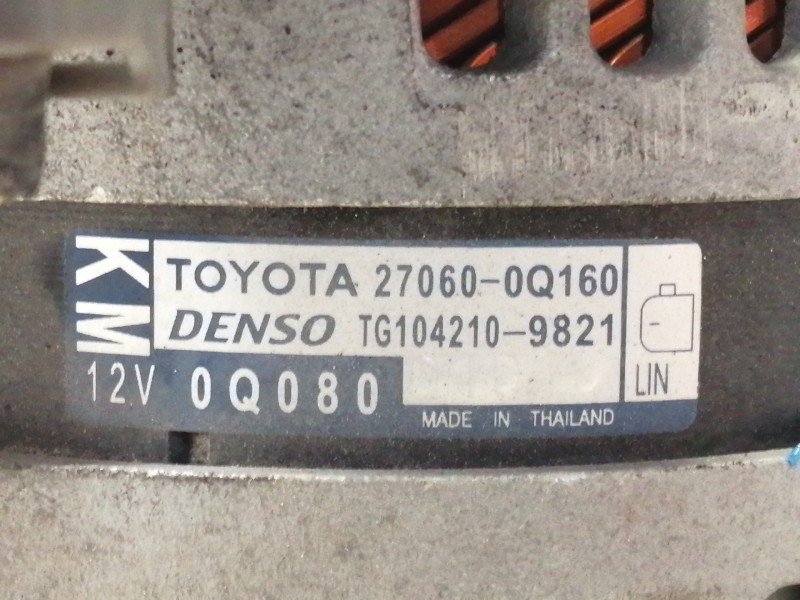 KM
TOYOTA 27060-0Q160
DENSO TG104210-9821
12V 0Q080
LIN
MADE IN THAILAND